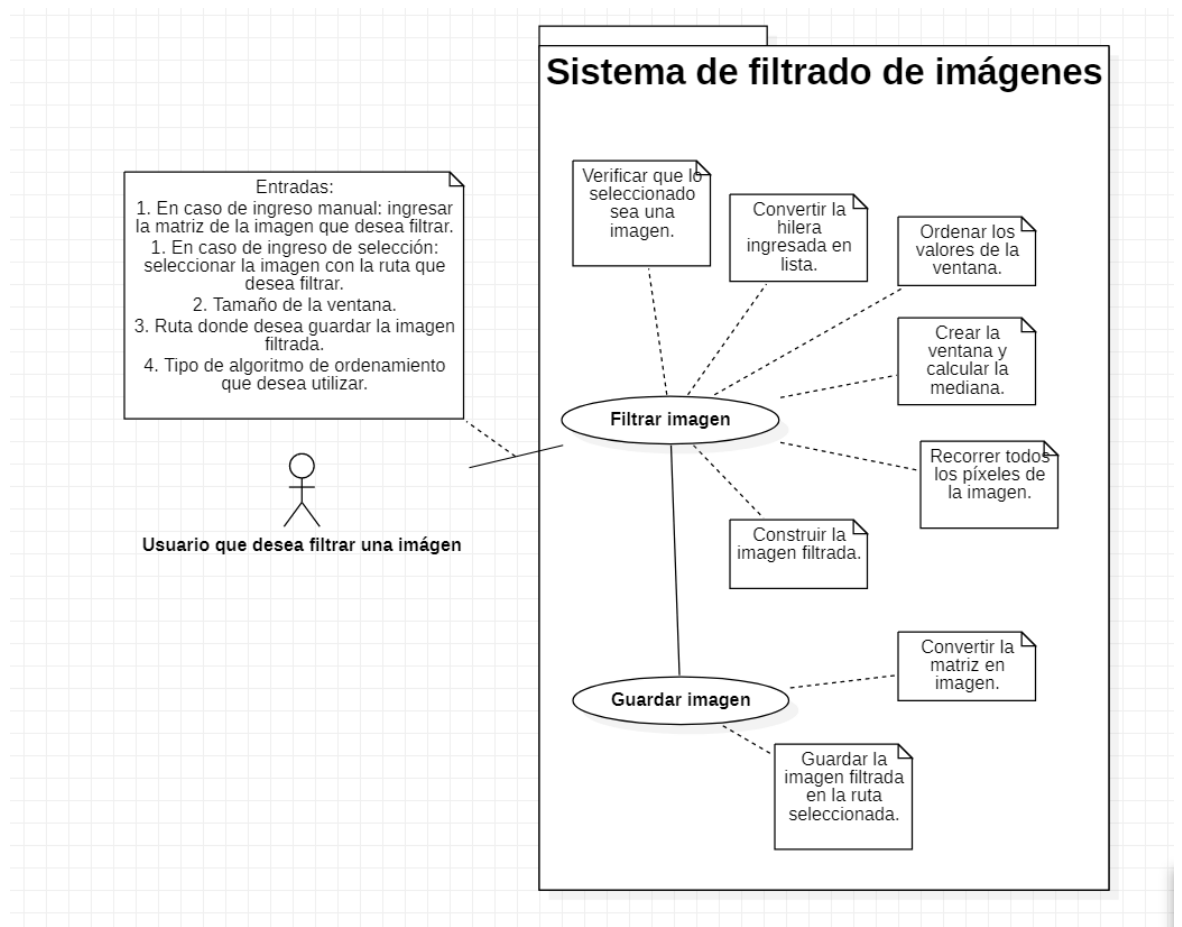 Sistema de filtrado de imágenes
Entradas:
1. En caso de ingreso manual: ingresar
la matriz de la imagen que desea filtrar.
1. En caso de ingreso de selección:
seleccionar la imagen con la ruta que
desea filtrar.
2. Tamaño de la ventana.
3. Ruta donde desea guardar la imagen
filtrada.
4. Tipo de algoritmo de ordenamiento
que desea utilizar.
Usuario que desea filtrar una imágen
Verificar que lo
seleccionado
sea una
imagen.
Convertir la
hilera
ingresada en
lista.
Ordenar los
valores de la
ventana.
Crear la
ventana y
calcular la
mediana.
Filtrar imagen
Recorrer todos
los píxeles de
la imagen.
Construir la
imagen filtrada.
Convertir la
matriz en
imagen.
Guardar imagen
Guardar la
imagen filtrada
en la ruta
seleccionada.